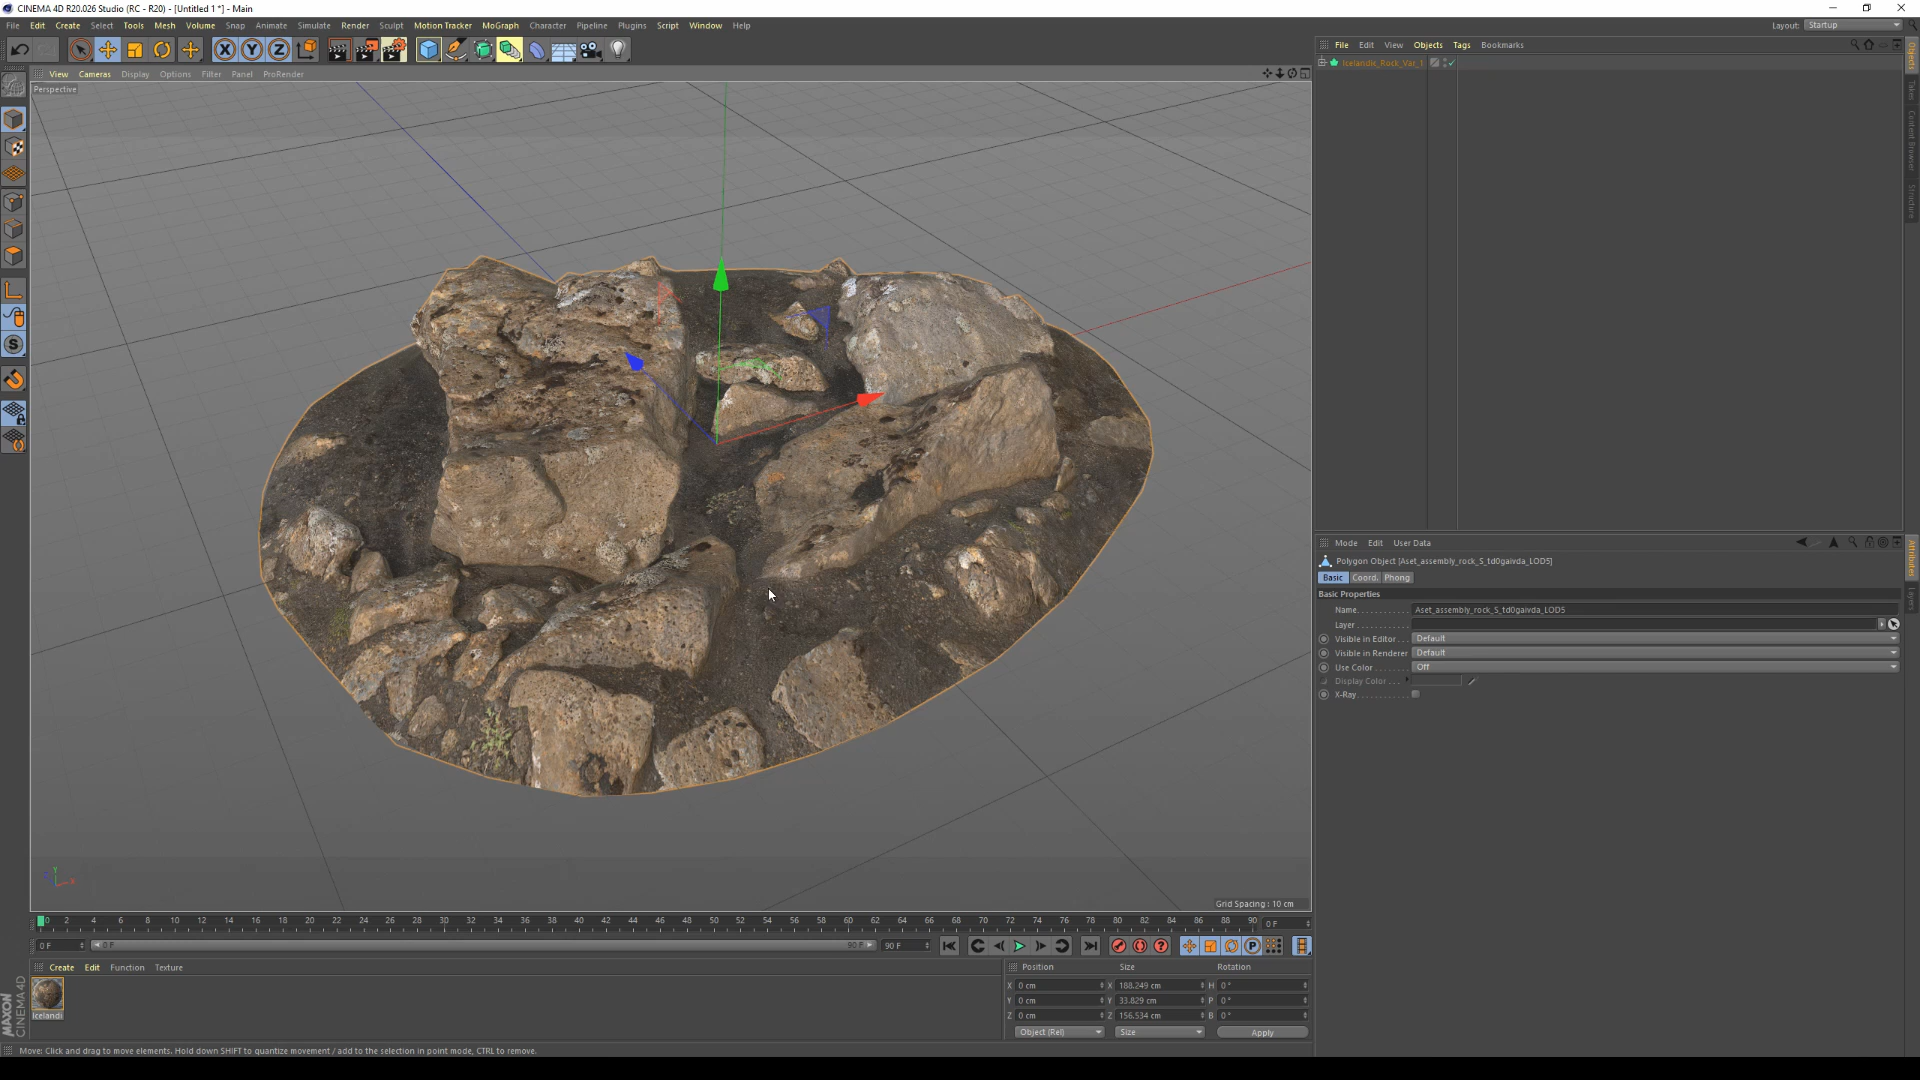 CINEMA 4D R20.026 Studio (RC - R20) - [Untitled 1 *] - Main
File Edit Create Select Tools Mesh Volume Snap Animate Simulate Render Sculpt Motion Tracker MoGraph Character Pipeline Plugins Script Window Help
Layout: Startup
View Cameras Display Options Filter Panel ProRender
Perspective
Grid Spacing : 10 cm
File Edit View Objects Tags Bookmarks
Icelandic_Rock_Var_1
Objects
Takes
Content Browser
Structure
Mode Edit User Data
Polygon Object [Aset_assembly_rock_S_td0gaivda_LOD5]
Basic Coord. Phong
Basic Properties
Name Aset_assembly_rock_S_td0gaivda_LOD5
Layer
Visible in Editor Default
Visible in Renderer Default
Use Color Off
Display Color
X-Ray
Attributes
Layers
0 2 4 6 8 10 12 14 16 18 20 22 24 26 28 30 32 34 36 38 40 42 44 46 48 50 52 54 56 58 60 62 64 66 68 70 72 74 76 78 80 82 84 86 88 90 0 F
0 F 0 F 90 F 90 F
Create Edit Function Texture
Icelandi
Position Size Rotation
X 0 cm X 188.249 cm H 0 °
Y 0 cm Y 33.829 cm P 0 °
Z 0 cm Z 156.534 cm B 0 °
Object (Rel) Size Apply
MAXON
CINEMA 4D
Move: Click and drag to move elements. Hold down SHIFT to quantize movement / add to the selection in point mode, CTRL to remove.